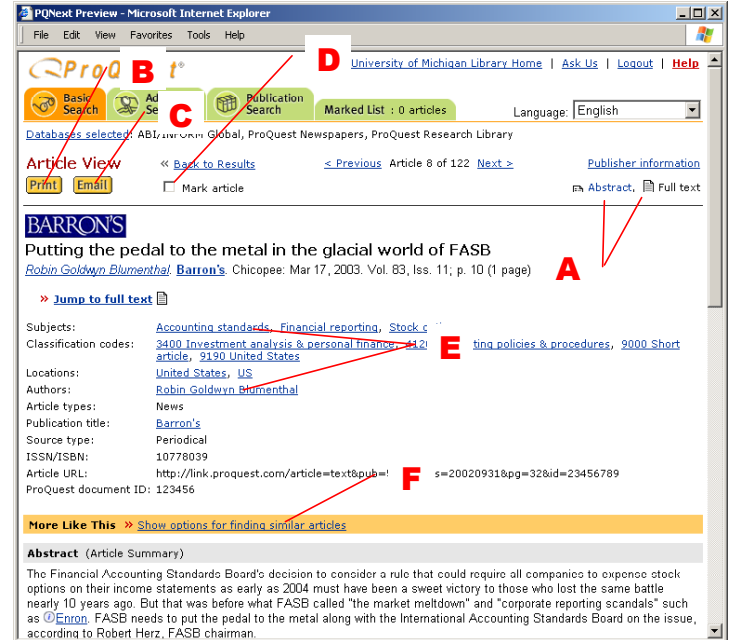 PQNext Preview - Microsoft Internet Explorer
File Edit View Favorites Tools Help
D University of Michigan Library Home | Ask Us | Logout | Help
B
Basic Search Publication Search Marked List : 0 articles Language: English
C
Databases selected: ABI/INFORM Global, ProQuest Newspapers, ProQuest Research Library
Article View « Back to Results < Previous Article 8 of 122 Next > Publisher information
Print Email Mark article Abstract, Full text
BARRON'S
Putting the pedal to the metal in the glacial world of FASB
Robin Goldwyn Blumenthal. Barron's. Chicopee: Mar 17, 2003. Vol. 83, Iss. 11; p. 10 (1 page)
A
» Jump to full text
Subjects: Accounting standards, Financial reporting, Stock
Classification codes: 3400 Investment analysis & personal finance, policies & procedures, 9000 Short
E
article, 9190 United States
Locations: United States, US
Authors: Robin Goldwyn Blumenthal
Article types: News
Publication title: Barron's
Source type: Periodical
ISSN/ISBN: 10778039
Article URL: http://link.proquest.com/article=text&pub= s=20020931&pg=32&id=23456789
F
ProQuest document ID: 123456
More Like This » Show options for finding similar articles
Abstract (Article Summary)
The Financial Accounting Standards Board's decision to consider a rule that could require all companies to expense stock
options on their income statements as early as 2004 must have been a sweet victory to those who lost the same battle
nearly 10 years ago. But that was before what FASB called "the market meltdown" and "corporate reporting scandals" such
as Enron. FASB needs to put the pedal to the metal along with the International Accounting Standards Board on the issue,
according to Robert Herz, FASB chairman.